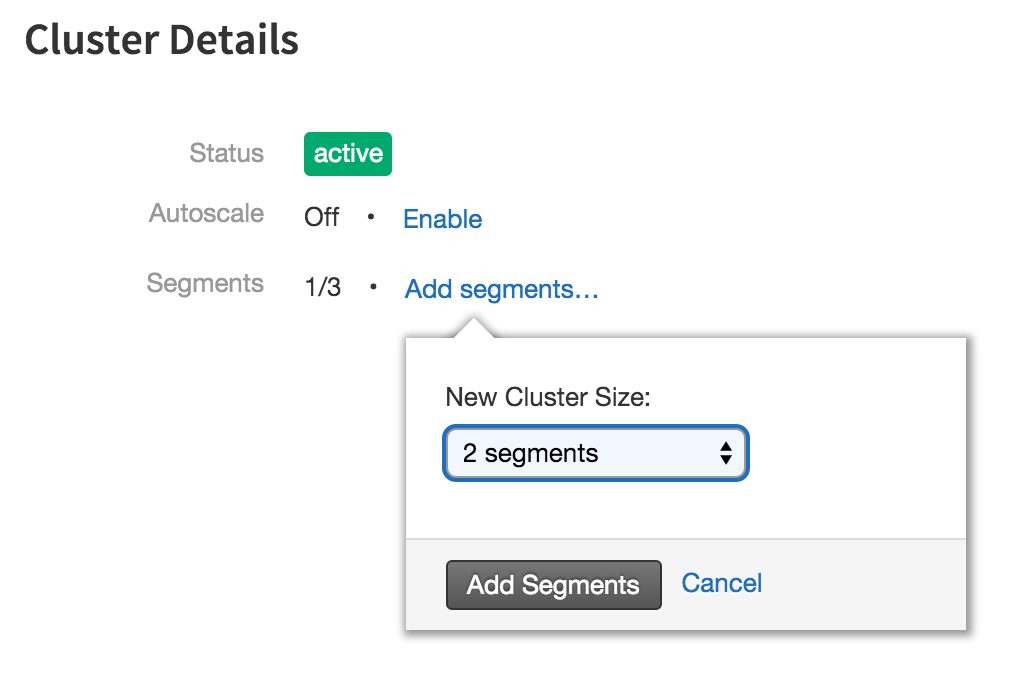 Cluster Details
Status active
Autoscale Off • Enable
Segments 1/3 • Add segments...
New Cluster Size:
2 segments
Add Segments Cancel